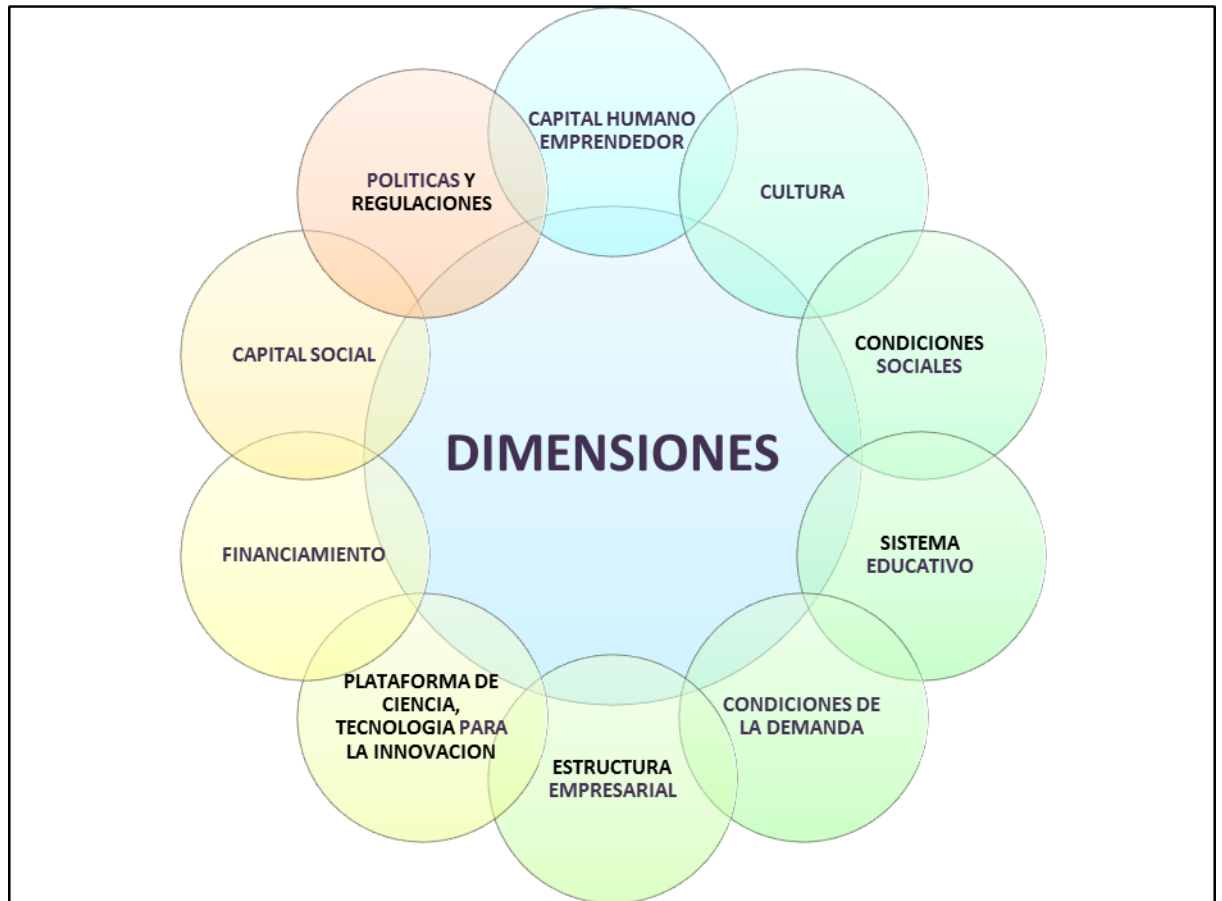 CAPITAL HUMANO
EMPRENDEDOR
CULTURA
CONDICIONES
SOCIALES
SISTEMA
EDUCATIVO
CONDICIONES DE
LA DEMANDA
ESTRUCTURA
EMPRESARIAL
PLATAFORMA DE
CIENCIA,
TECNOLOGIA PARA
LA INNOVACION
FINANCIAMIENTO
CAPITAL SOCIAL
POLITICAS Y
REGULACIONES
DIMENSIONES